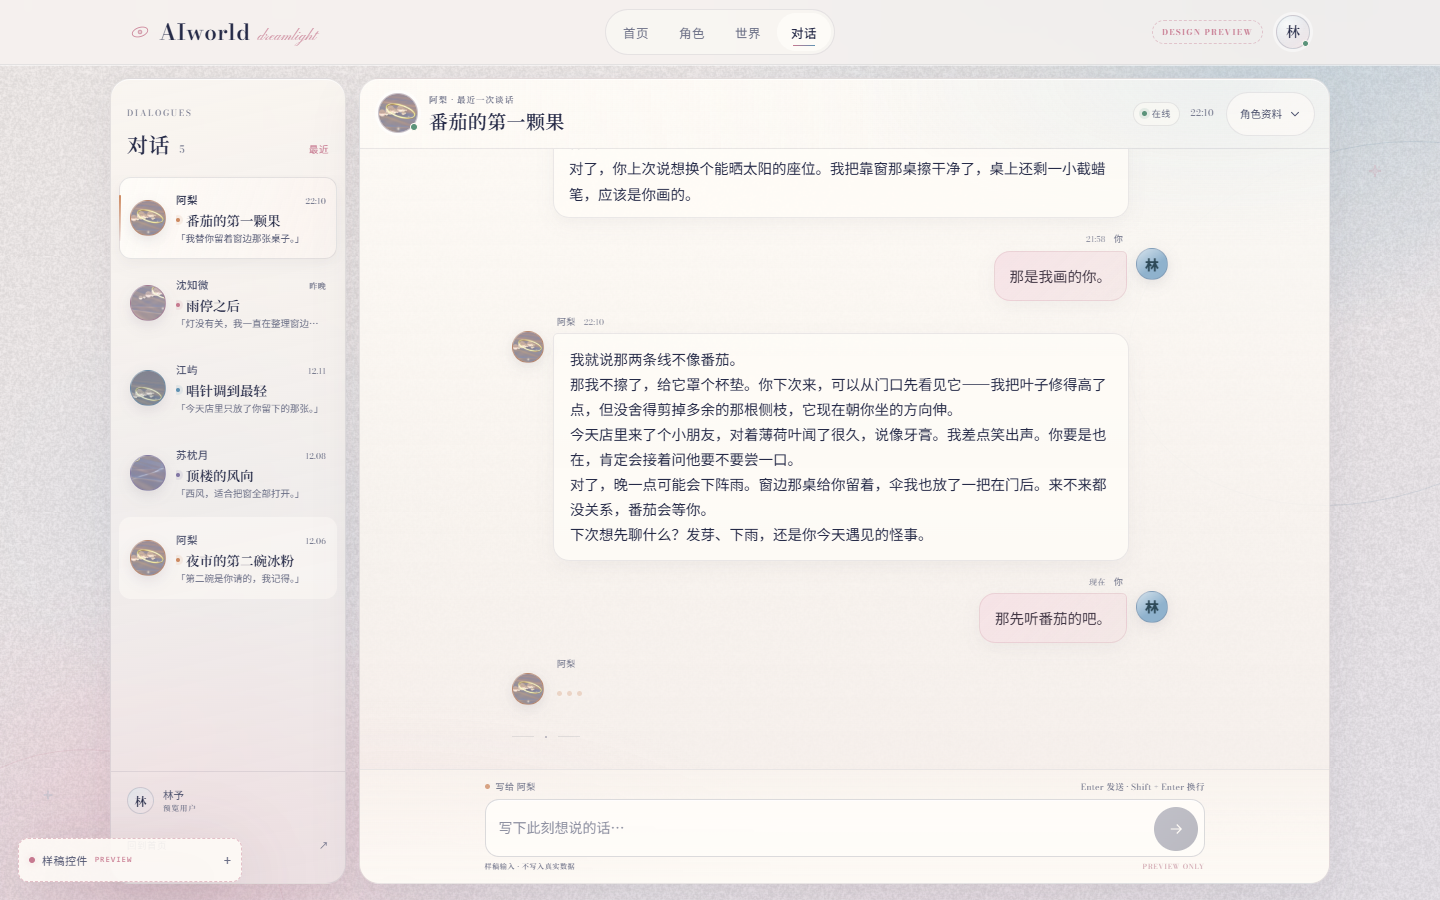 AIworld dreamlight
首页
角色
世界
对话
DESIGN PREVIEW
林
DIALOGUES
对话 5
最近
阿梨 22:10
番茄的第一颗果
「我替你留着窗边那张桌子。」
沈知微 昨晚
雨停之后
「灯没有关，我一直在整理窗边…
江屿 12.11
唱针调到最轻
「今天店里只放了你留下的那张。」
苏枕月 12.08
顶楼的风向
「西风，适合把窗全部打开。」
阿梨 12.06
夜市的第二碗冰粉
「第二碗是你请的，我记得。」
林 林予
预览用户
↗
样稿控件 PREVIEW +
阿梨 · 最近一次谈话
番茄的第一颗果
在线
22:10
角色资料
对了，你上次说想换个能晒太阳的座位。我把靠窗那桌擦干净了，桌上还剩一小截蜡
笔，应该是你画的。
21:58 你
那是我画的你。
林
阿梨 22:10
我就说那两条线不像番茄。
那我不擦了，给它罩个杯垫。你下次来，可以从门口先看见它——我把叶子修得高了
点，但没舍得剪掉多余的那根侧枝，它现在朝你坐的方向伸。
今天店里来了个小朋友，对着薄荷叶闻了很久，说像牙膏。我差点笑出声。你要是也
在，肯定会接着问他要不要尝一口。
对了，晚一点可能会下阵雨。窗边那桌给你留着，伞我也放了一把在门后。来不来都
没关系，番茄会等你。
下次想先聊什么？发芽、下雨，还是你今天遇见的怪事。
现在 你
那先听番茄的吧。
林
阿梨
写给 阿梨
Enter 发送 · Shift + Enter 换行
写下此刻想说的话…
→
样稿输入 · 不写入真实数据
PREVIEW ONLY